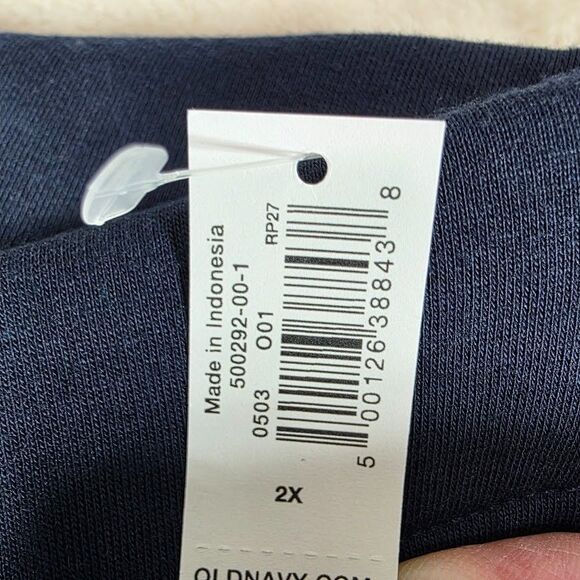 Made in Indonesia
500292-00-1
0503 O01 RP27
5 00126 38843 8
2X
OLDNAVY.COM